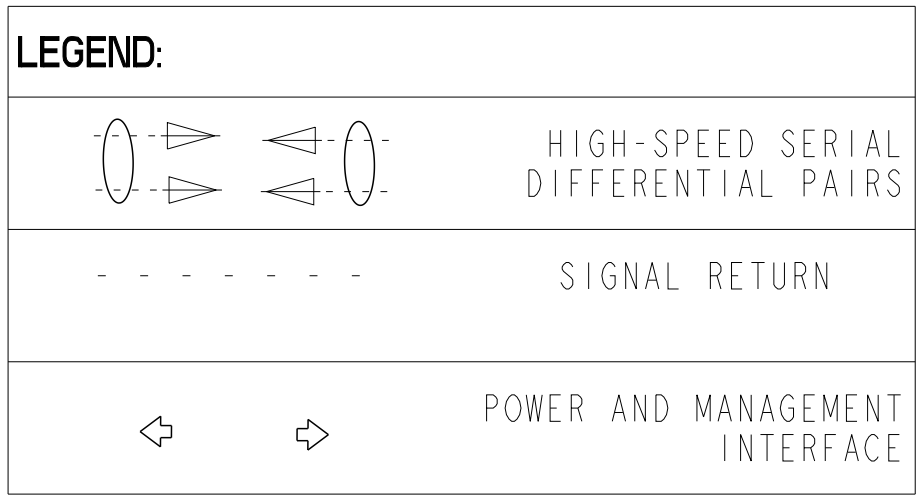 LEGEND:
HIGH-SPEED SERIAL
DIFFERENTIAL PAIRS
SIGNAL RETURN
POWER AND MANAGEMENT
INTERFACE